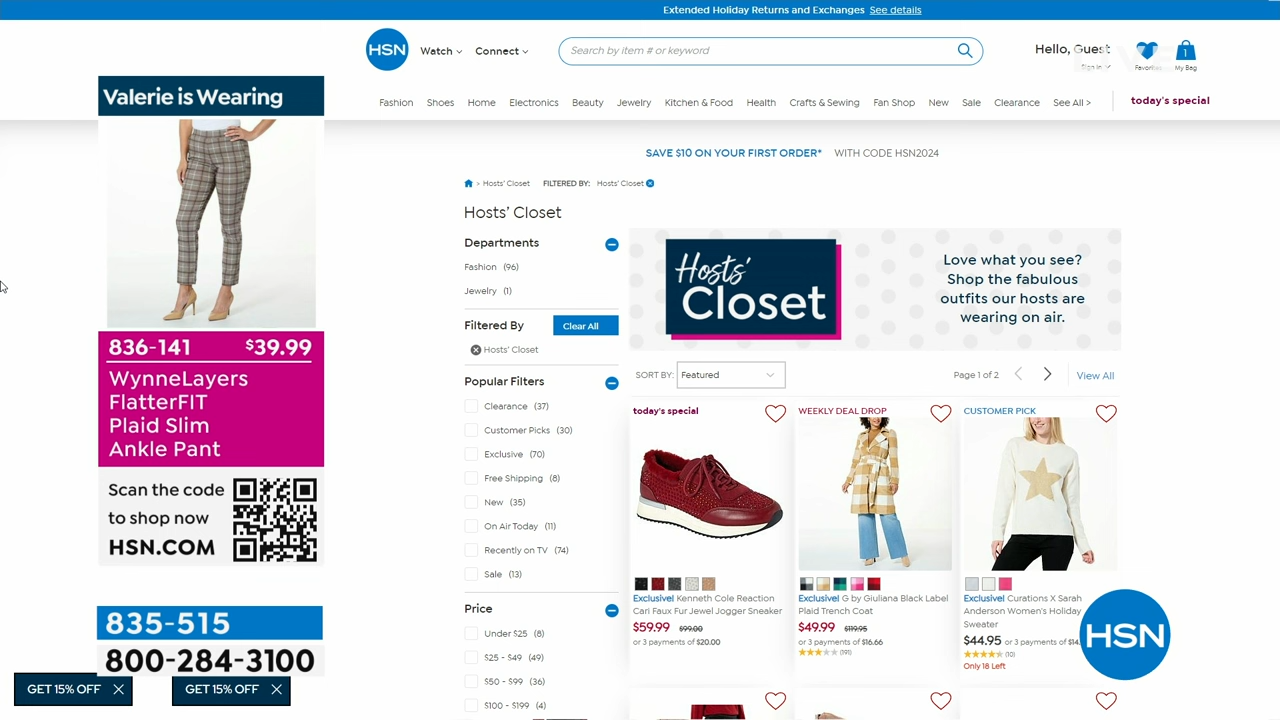 Extended Holiday Returns and Exchanges See details
HSN
Watch
Connect
Search by item # or keyword
Hello, Guest
Sign In
Favorites
1
My Bag
Fashion Shoes Home Electronics Beauty Jewelry Kitchen & Food Health Crafts & Sewing Fan Shop New Sale Clearance See All > today's special
SAVE $10 ON YOUR FIRST ORDER* WITH CODE HSN2024
> Hosts' Closet FILTERED BY: Hosts' Closet
Hosts' Closet
Departments
Fashion (96)
Jewelry (1)
Filtered By
Clear All
Hosts' Closet
Popular Filters
Clearance (37)
Customer Picks (30)
Exclusive (70)
Free Shipping (8)
New (35)
On Air Today (11)
Recently on TV (74)
Sale (13)
Price
Under $25 (8)
$25 - $49 (49)
$50 - $99 (36)
$100 - $199 (4)
Hosts'
Closet
Love what you see?
Shop the fabulous
outfits our hosts are
wearing on air.
SORT BY: Featured
Page 1 of 2
View All
today's special
Exclusive! Kenneth Cole Reaction
Cari Faux Fur Jewel Jogger Sneaker
$59.99 $99.00
or 3 payments of $20.00
WEEKLY DEAL DROP
Exclusive! G by Giuliana Black Label
Plaid Trench Coat
$49.99 $119.95
or 3 payments of $16.66
(191)
CUSTOMER PICK
Exclusive! Curations X Sarah
Anderson Women's Holiday
Sweater
$44.95 or 3 payments of $14.
(10)
Only 18 Left
HSN
Valerie is Wearing
836-141 $39.99
WynneLayers
FlatterFIT
Plaid Slim
Ankle Pant
Scan the code
to shop now
HSN.COM
835-515
800-284-3100
GET 15% OFF
GET 15% OFF